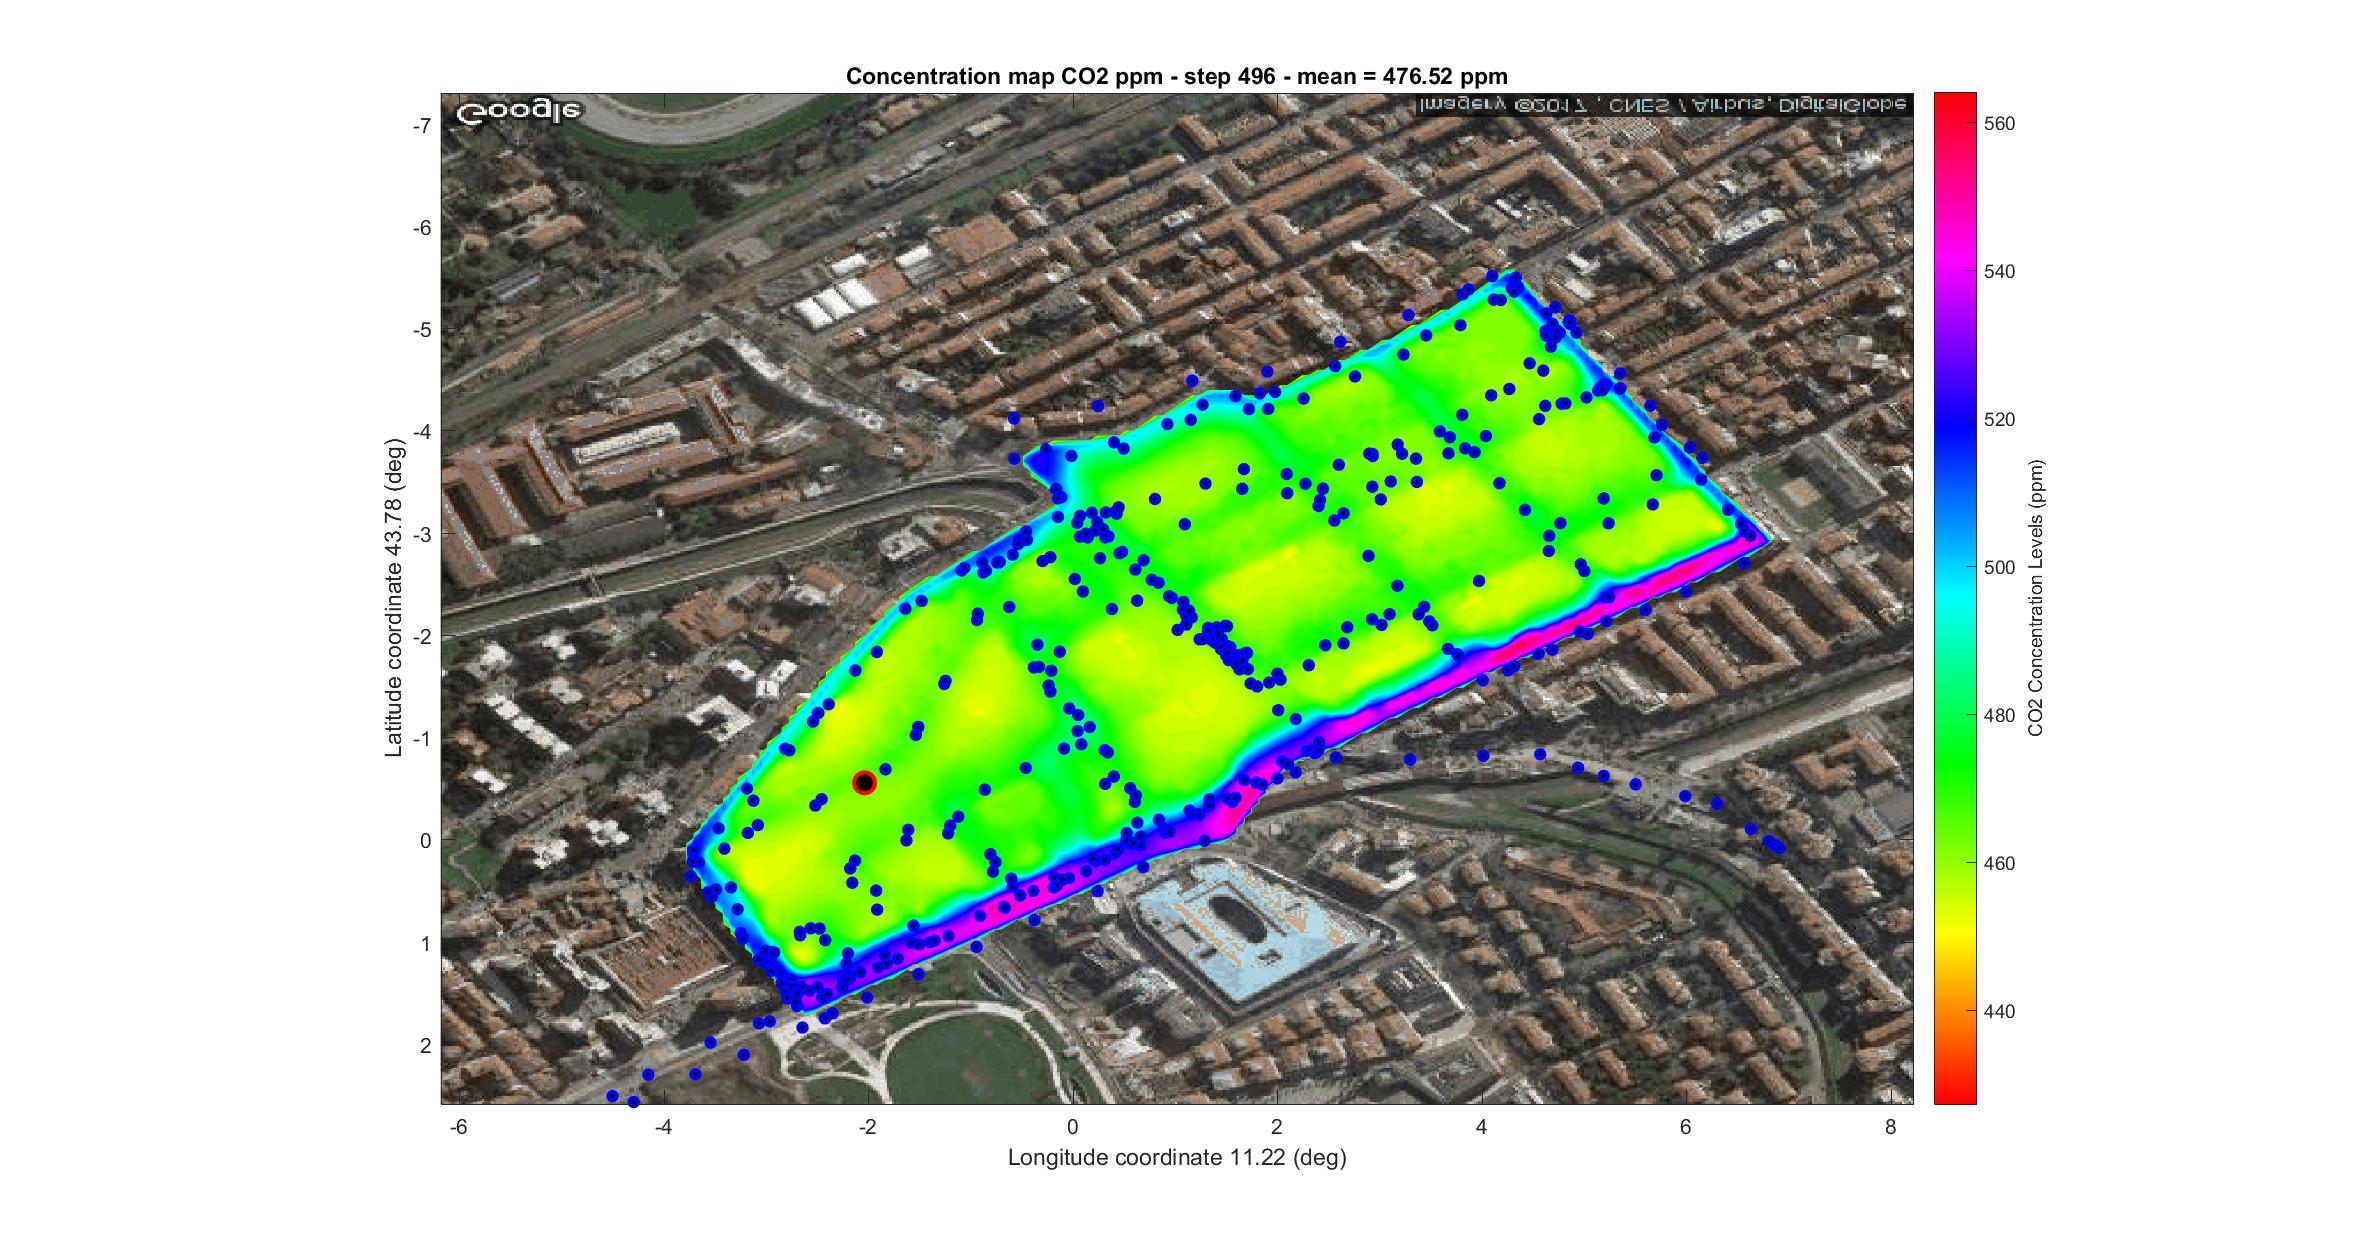 Concentration map CO2 ppm - step 496 - mean = 476.52 ppm
Google
Imagery ©2017 , CNES / Airbus, DigitalGlobe
-7
-6
-5
-4
-3
-2
-1
0
1
2
Latitude coordinate 43.78 (deg)
-6 -4 -2 0 2 4 6 8
Longitude coordinate 11.22 (deg)
560
540
520
500
480
460
440
CO2 Concentration Levels (ppm)